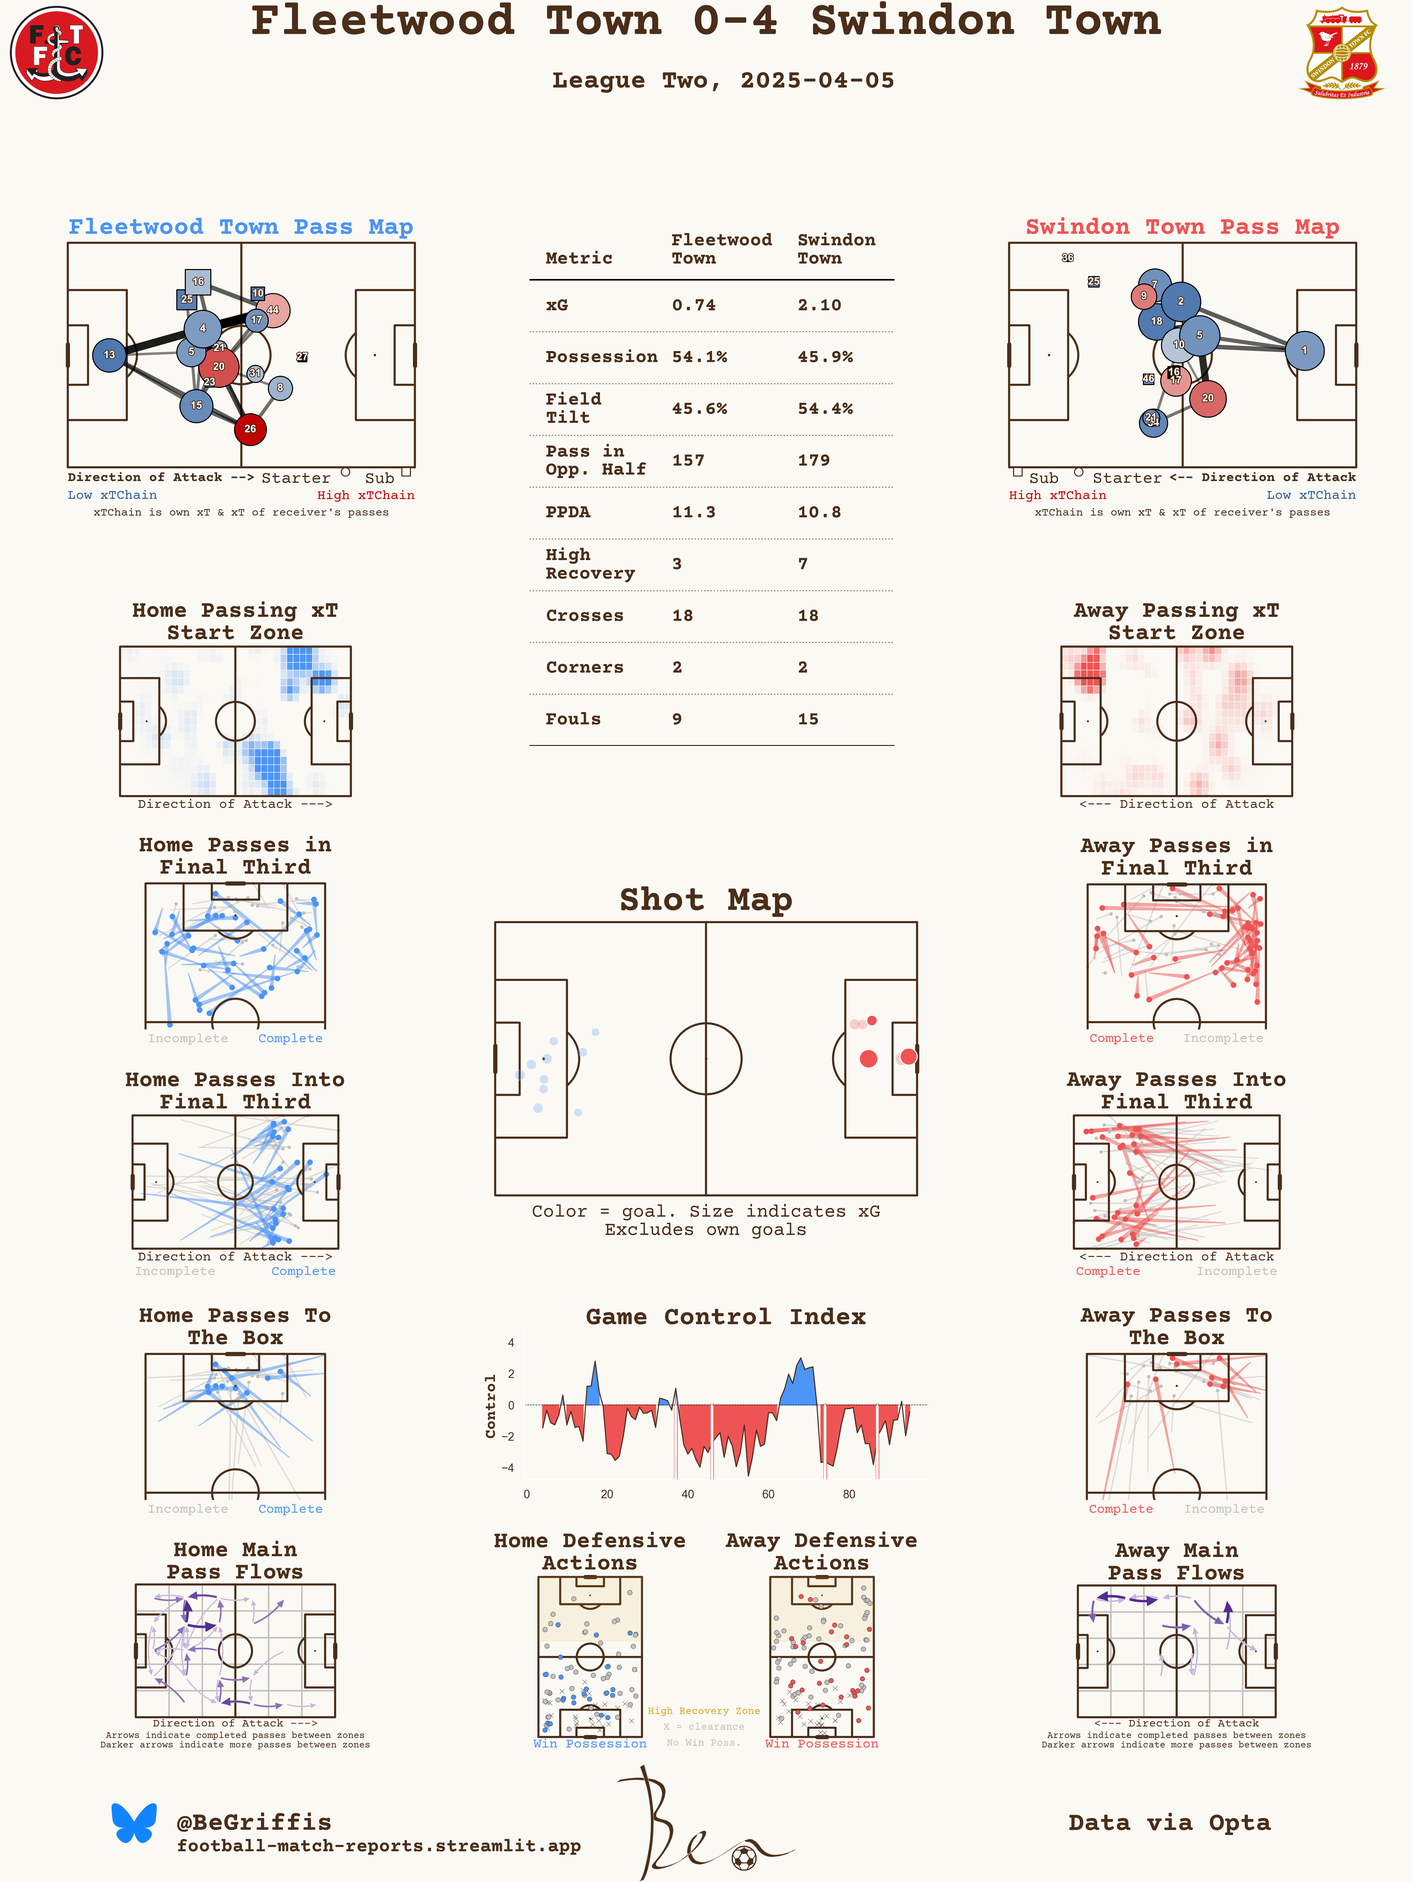 Fleetwood Town 0-4 Swindon Town
League Two, 2025-04-05
F T
F C
SWINDON
TOWN FC
1879
Salubritas Et Industria
Fleetwood Town Pass Map
16
25
10
44
17
4
13
5
21
20
27
23
31
8
15
26
Direction of Attack --> Starter Sub
Low xTChain High xTChain
xTChain is own xT & xT of receiver's passes
Metric Fleetwood Town Swindon Town
xG 0.74 2.10
Possession 54.1% 45.9%
Field Tilt 45.6% 54.4%
Pass in Opp. Half 157 179
PPDA 11.3 10.8
High Recovery 3 7
Crosses 18 18
Corners 2 2
Fouls 9 15
Swindon Town Pass Map
36
25
7
9
2
18
5
10
1
16
46
17
20
21
Sub Starter <-- Direction of Attack
High xTChain Low xTChain
xTChain is own xT & xT of receiver's passes
Home Passing xT
Start Zone
Direction of Attack --->
Away Passing xT
Start Zone
<--- Direction of Attack
Home Passes in
Final Third
Incomplete Complete
Away Passes in
Final Third
Complete Incomplete
Shot Map
Color = goal. Size indicates xG
Excludes own goals
Home Passes Into
Final Third
Direction of Attack --->
Incomplete Complete
Away Passes Into
Final Third
<--- Direction of Attack
Complete Incomplete
Home Passes To
The Box
Incomplete Complete
Game Control Index
Control
4
2
0
−2
−4
0 20 40 60 80
Away Passes To
The Box
Complete Incomplete
Home Main
Pass Flows
Direction of Attack --->
Arrows indicate completed passes between zones
Darker arrows indicate more passes between zones
Home Defensive
Actions
Win Possession
Away Defensive
Actions
Win Possession
High Recovery Zone
X = clearance
No Win Poss.
Away Main
Pass Flows
<--- Direction of Attack
Arrows indicate completed passes between zones
Darker arrows indicate more passes between zones
@BeGriffis
football-match-reports.streamlit.app
Ben
Data via Opta